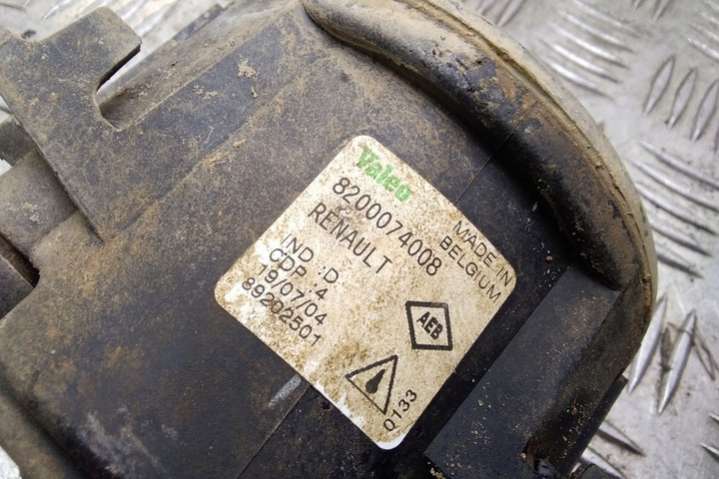 Valeo
8200074008
RENAULT
MADE IN
BELGIUM
IND :D
CDP :4
19/07/04
89202501
AEB
Q133